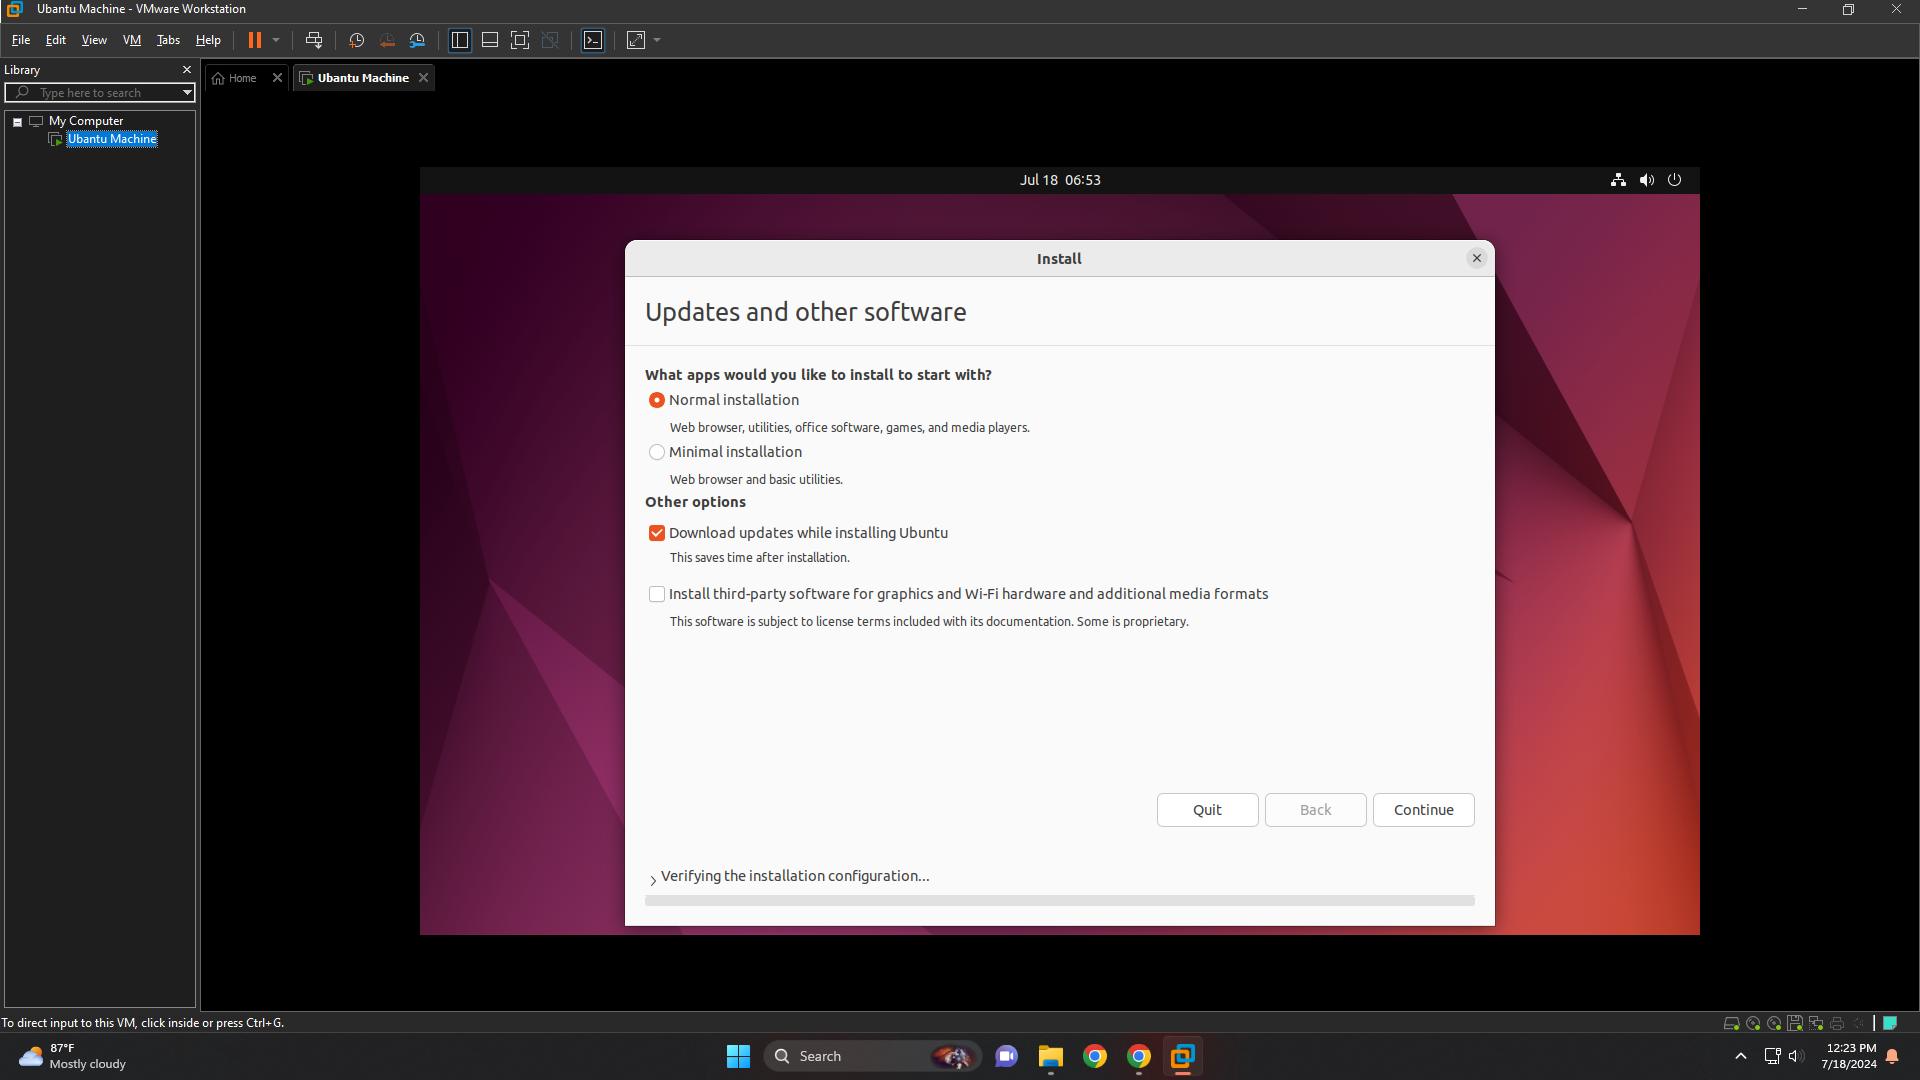 Ubantu Machine - VMware Workstation
File Edit View VM Tabs Help
Library
Type here to search
My Computer
Ubantu Machine
Home
Ubantu Machine
Jul 18 06:53
Install
Updates and other software
What apps would you like to install to start with?
Normal installation
Web browser, utilities, office software, games, and media players.
Minimal installation
Web browser and basic utilities.
Other options
Download updates while installing Ubuntu
This saves time after installation.
Install third-party software for graphics and Wi-Fi hardware and additional media formats
This software is subject to license terms included with its documentation. Some is proprietary.
Quit Back Continue
Verifying the installation configuration...
To direct input to this VM, click inside or press Ctrl+G.
87°F
Mostly cloudy
Search
12:23 PM
7/18/2024